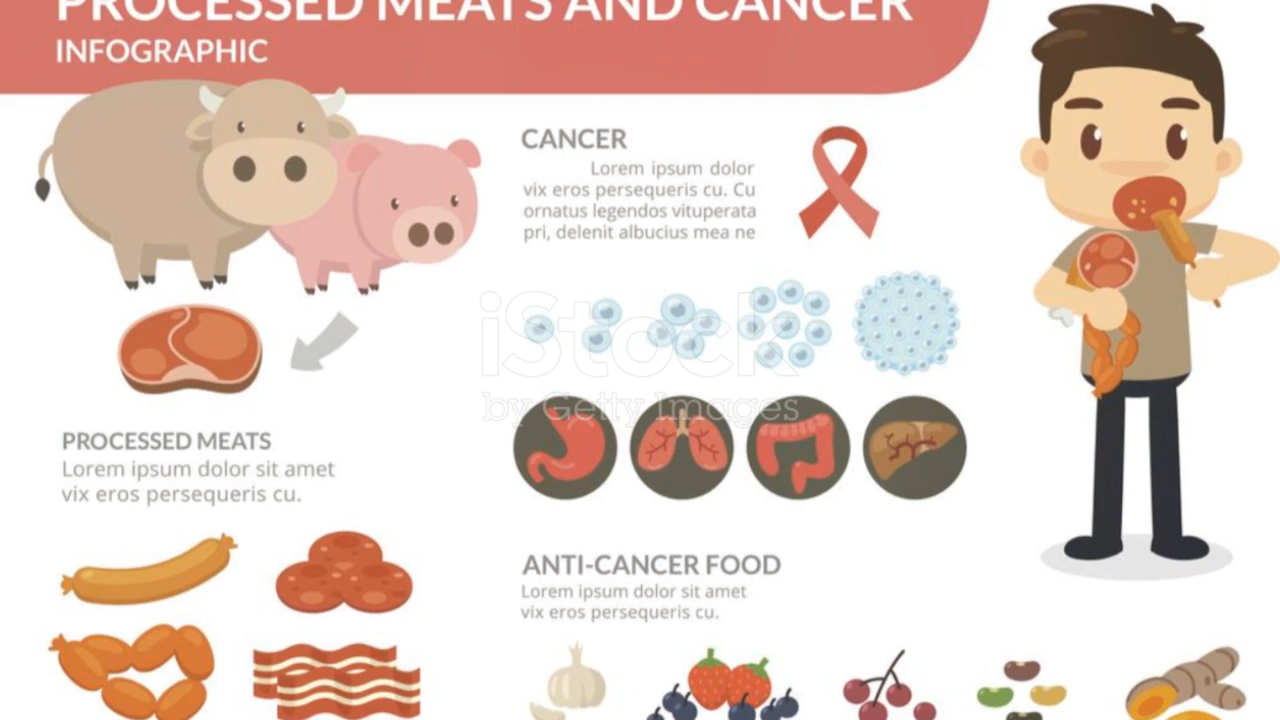 PROCESSED MEATS AND CANCER
INFOGRAPHIC
CANCER
Lorem ipsum dolor
vix eros persequeris cu. Cu
ornatus legendos vituperata
pri, delenit albucius mea ne
iStock
by Getty Images
PROCESSED MEATS
Lorem ipsum dolor sit amet
vix eros persequeris cu.
ANTI-CANCER FOOD
Lorem ipsum dolor sit amet
vix eros persequeris cu.